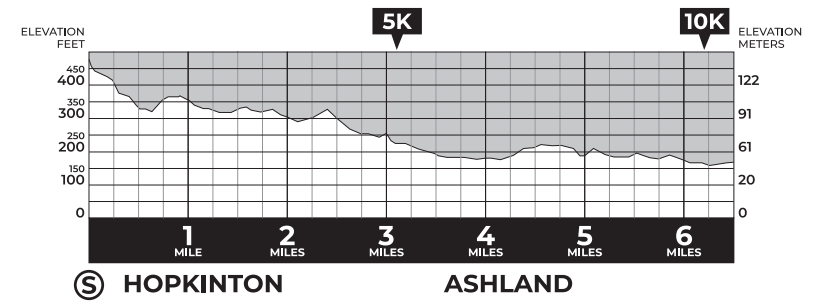 5K
10K
ELEVATION
FEET
ELEVATION
METERS
450
400
122
350
300
91
250
200
61
150
100
20
0
0
1
MILE
2
MILES
3
MILES
4
MILES
5
MILES
6
MILES
S HOPKINTON ASHLAND